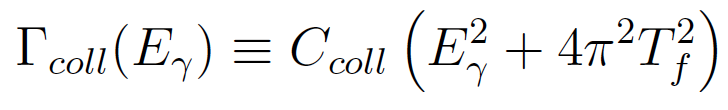 Γ_{coll}(E_γ) ≡ C_{coll} (E_γ^2 + 4π^2 T_f^2)